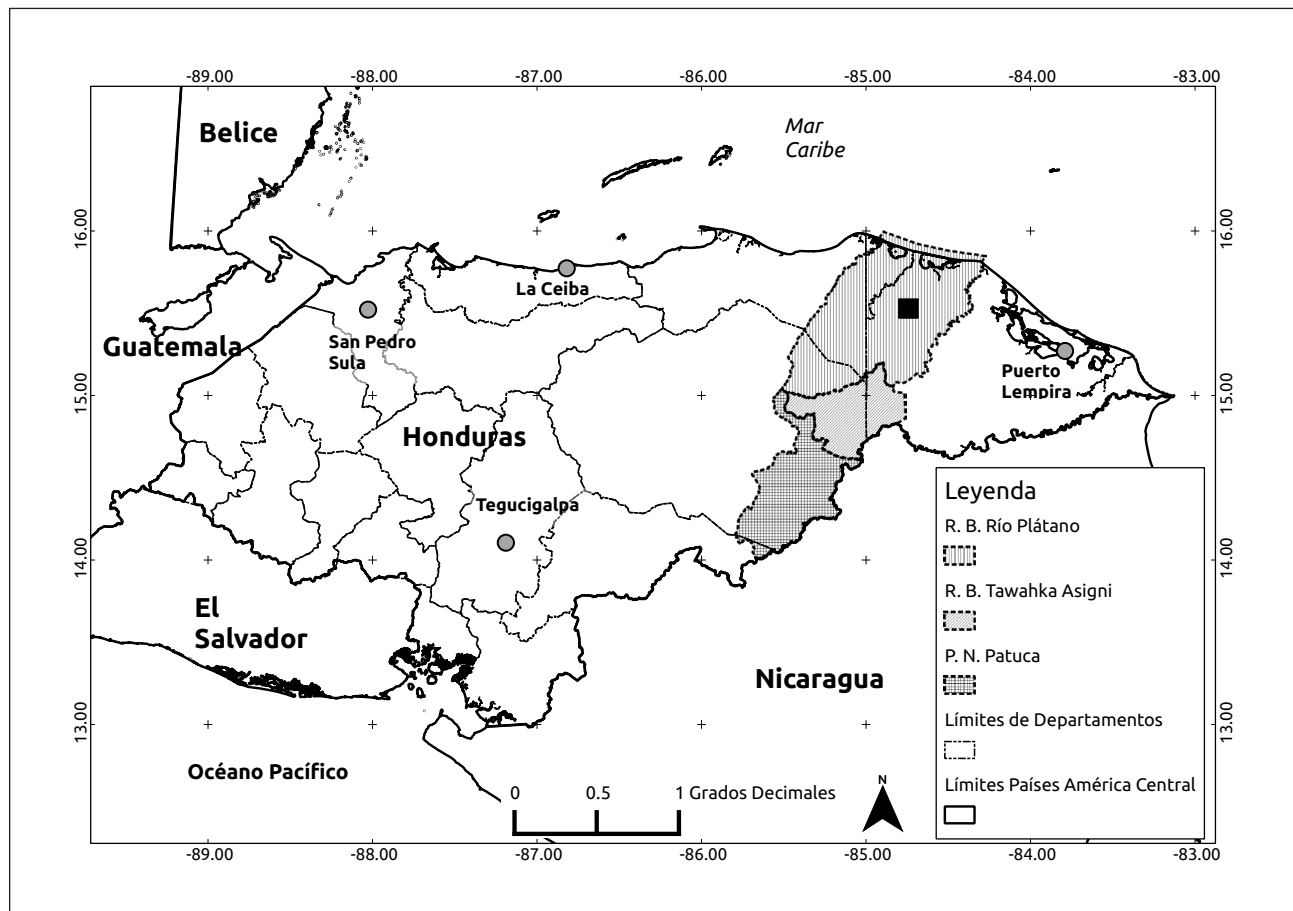 -89.00 -88.00 -87.00 -86.00 -85.00 -84.00 -83.00
Belice
Mar
Caribe
16.00
16.00
La Ceiba
Guatemala
San Pedro
Sula
Puerto
Lempira
15.00
15.00
Honduras
Tegucigalpa
14.00
14.00
El
Salvador
Nicaragua
13.00
13.00
Océano Pacífico
0 0.5 1 Grados Decimales
N
Leyenda
R. B. Río Plátano
R. B. Tawahka Asigni
P. N. Patuca
Límites de Departamentos
Límites Países América Central
-89.00 -88.00 -87.00 -86.00 -85.00 -84.00 -83.00